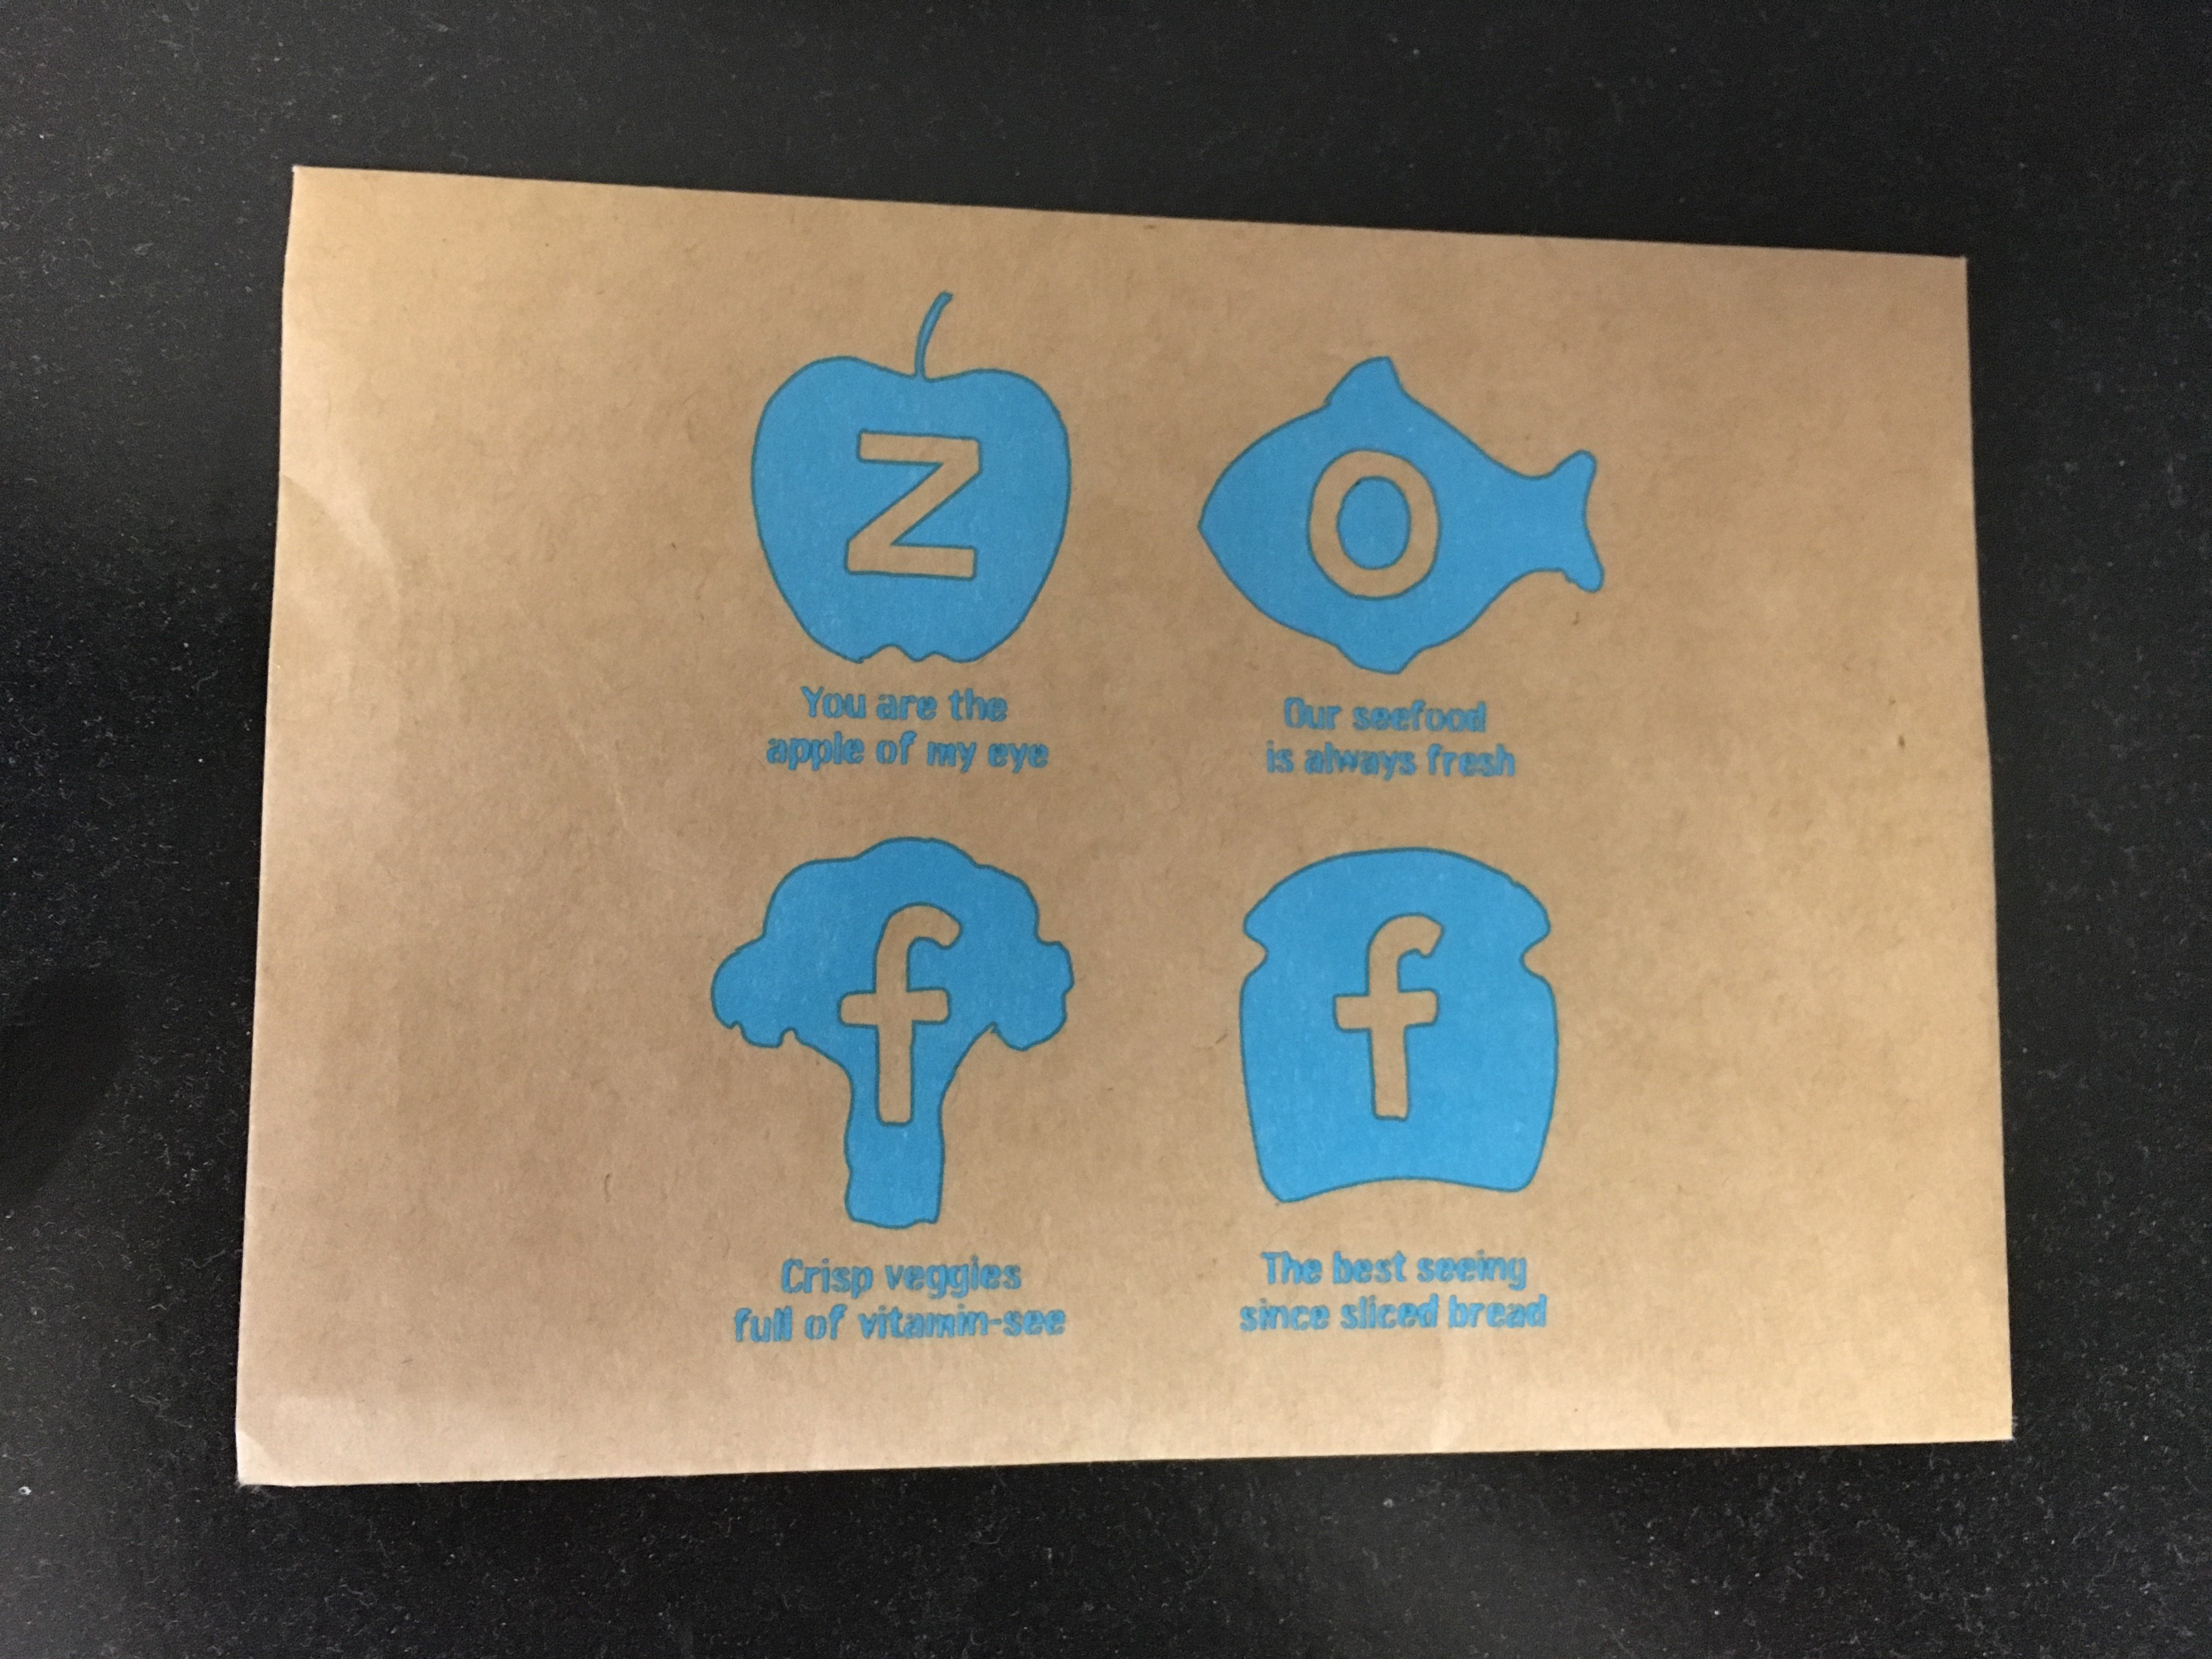 Z
O
You are the
apple of my eye
Our seefood
is always fresh
f
f
Crisp veggies
full of vitamin-see
The best seeing
since sliced bread